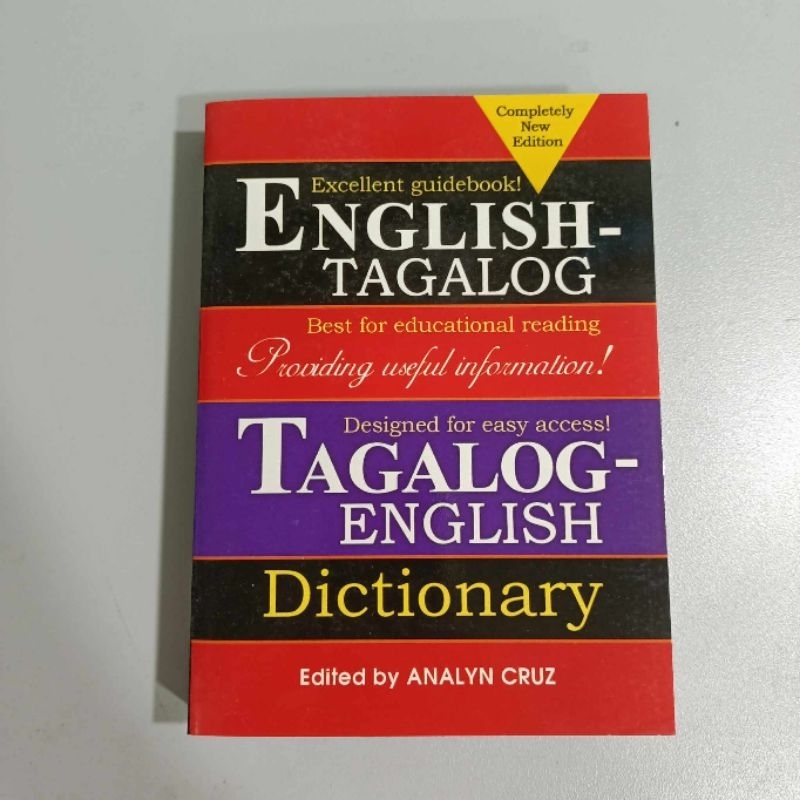 Completely
New
Edition
Excellent guidebook!
ENGLISH-
TAGALOG
Best for educational reading
Providing useful information!
Designed for easy access!
TAGALOG-
ENGLISH
Dictionary
Edited by ANALYN CRUZ